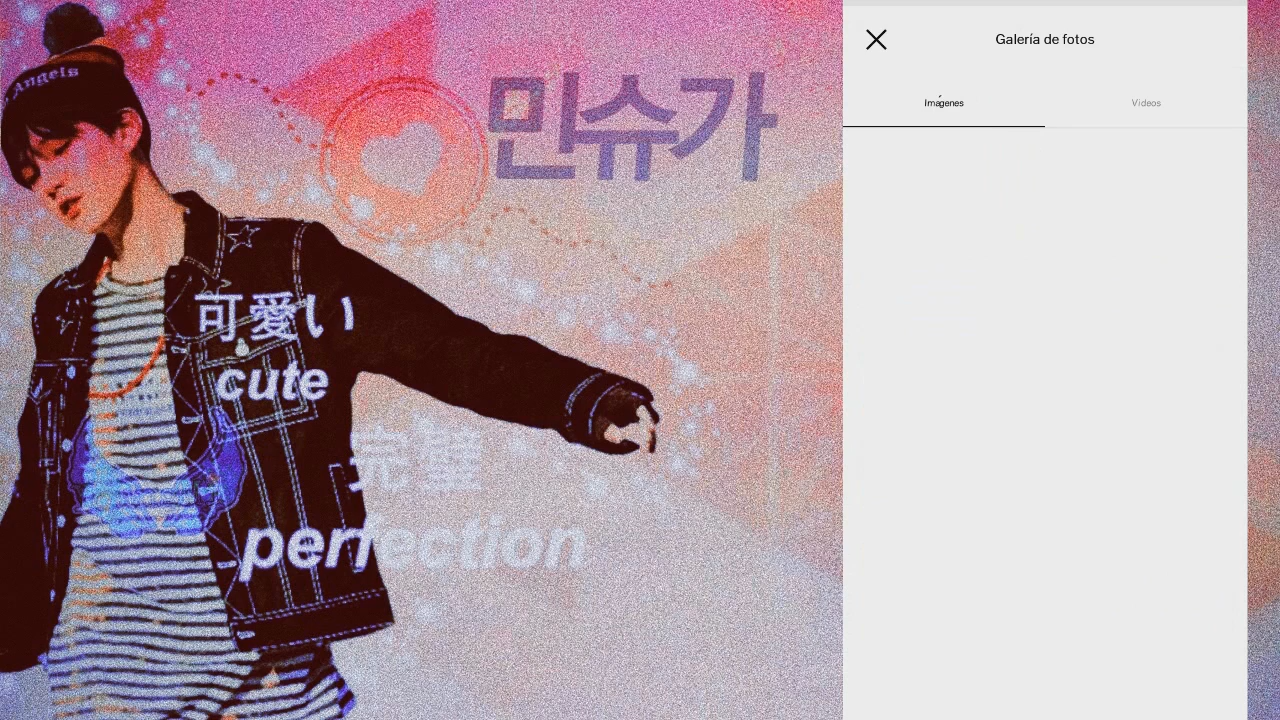 Angels
민슈가
可愛い
cute
完璧
perfection
Galería de fotos
Imágenes
Videos